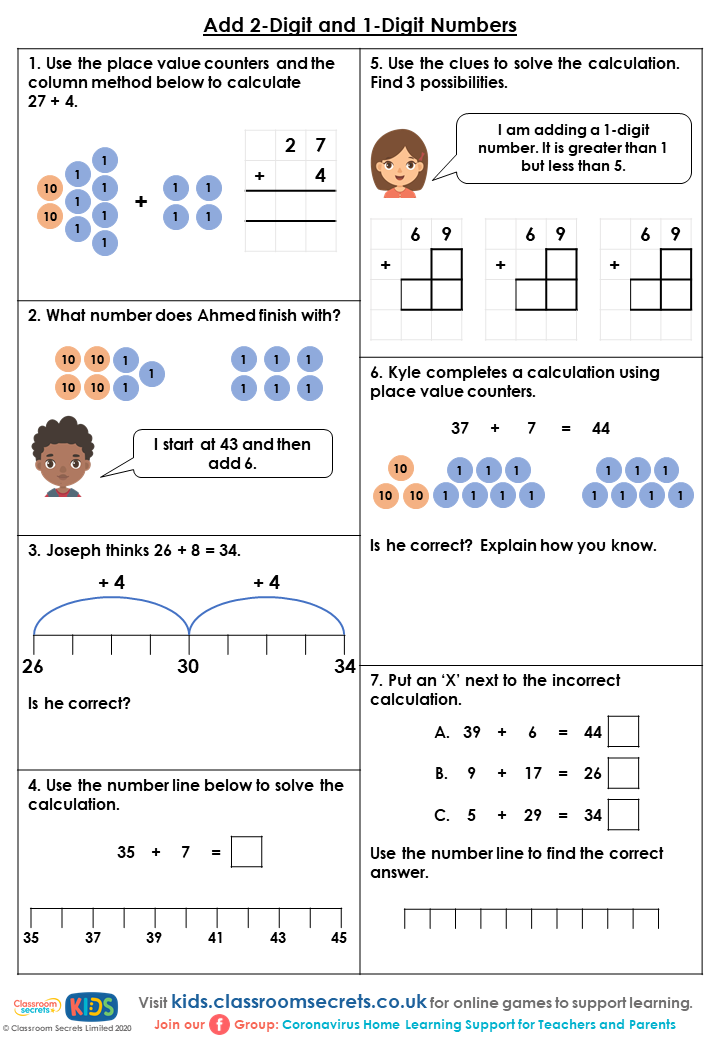 Add 2-Digit and 1-Digit Numbers
1. Use the place value counters and the
column method below to calculate
27 + 4.
1
1
10 1
1
10 1
1
1
+
1 1
1 1
2 7
+ 4
2. What number does Ahmed finish with?
10 10 1
1
10 10 1
1 1 1
1 1 1
I start at 43 and then
add 6.
3. Joseph thinks 26 + 8 = 34.
+ 4 + 4
26 30 34
Is he correct?
4. Use the number line below to solve the
calculation.
35 + 7 =
35 37 39 41 43 45
5. Use the clues to solve the calculation.
Find 3 possibilities.
I am adding a 1-digit
number. It is greater than 1
but less than 5.
6 9
+
6 9
+
6 9
+
6. Kyle completes a calculation using
place value counters.
37 + 7 = 44
10 1 1 1
10 10 1 1 1 1
1 1 1
1 1 1 1
Is he correct? Explain how you know.
7. Put an ‘X’ next to the incorrect
calculation.
A. 39 + 6 = 44
B. 9 + 17 = 26
C. 5 + 29 = 34
Use the number line to find the correct
answer.
Classroom
secrets
KIDS
© Classroom Secrets Limited 2020
Visit kids.classroomsecrets.co.uk for online games to support learning.
Join our f Group: Coronavirus Home Learning Support for Teachers and Parents